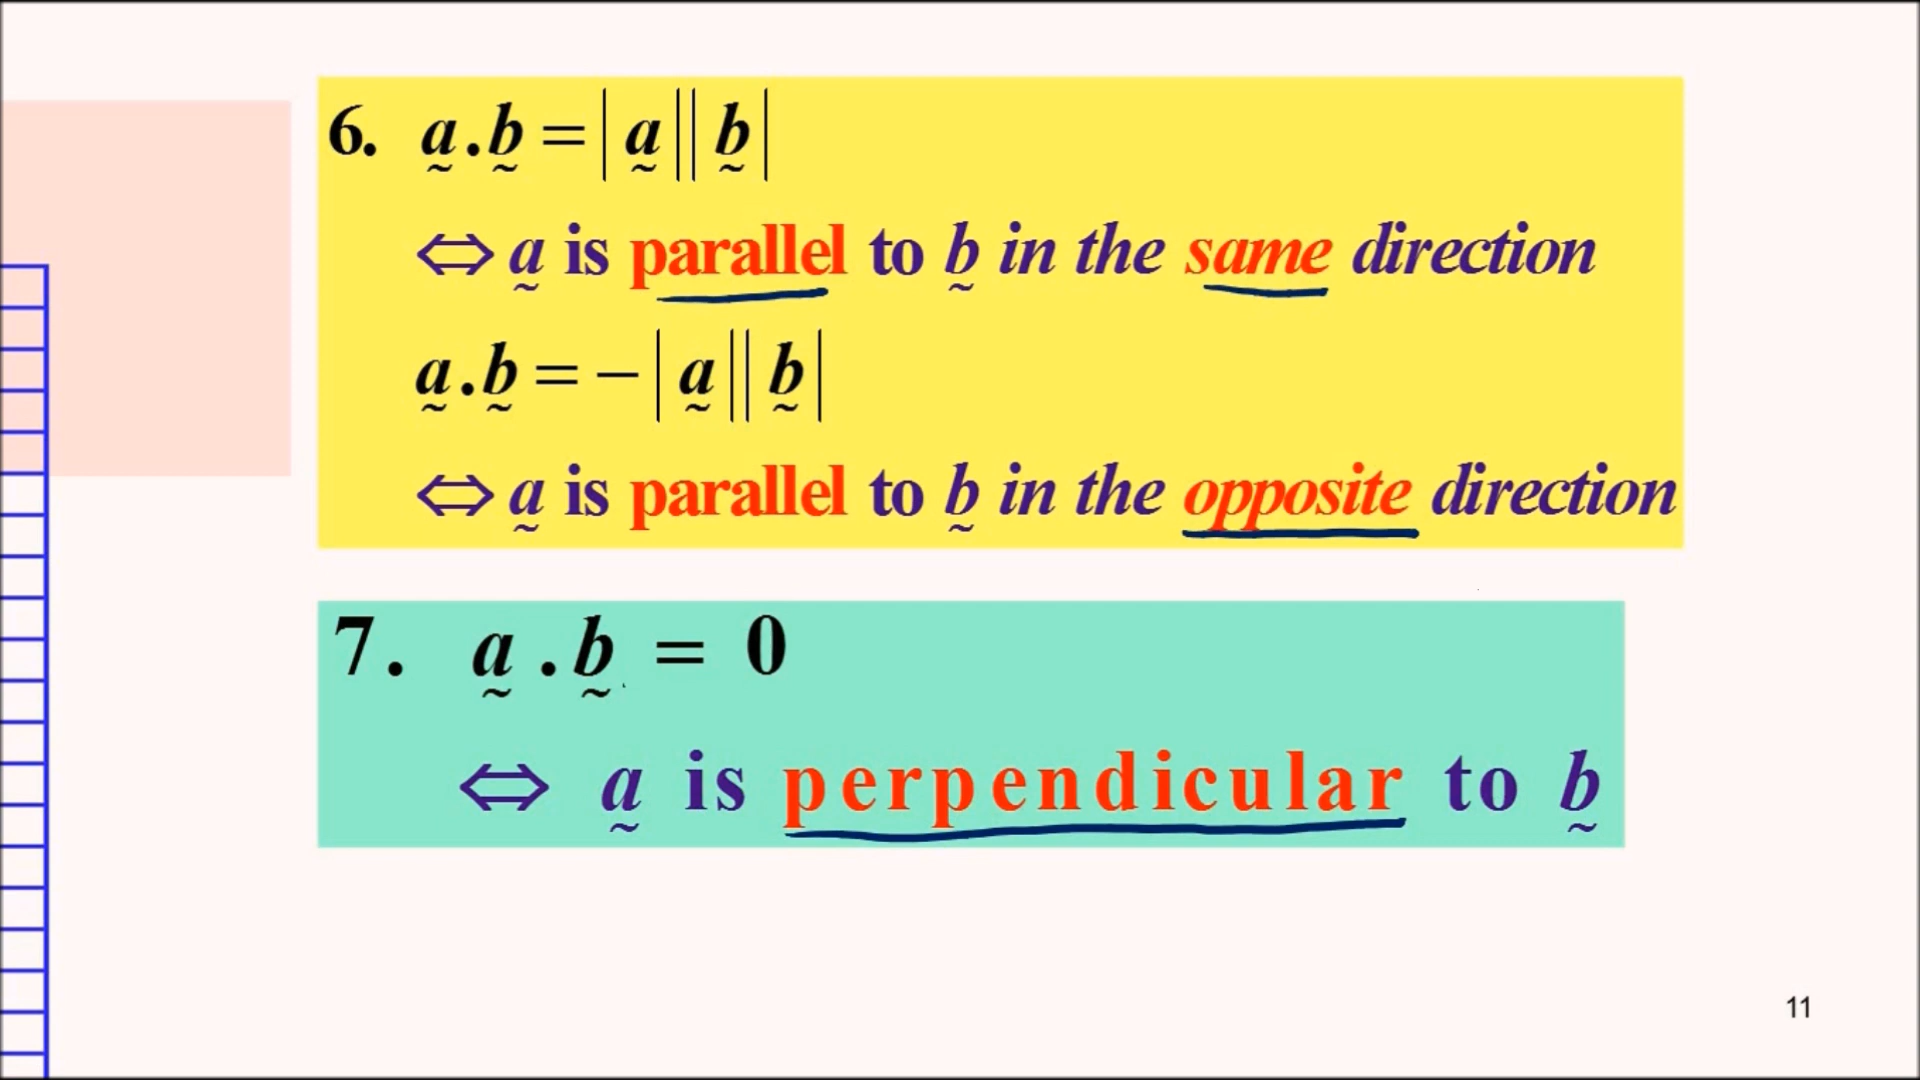 6. a̰.b̰ = | a̰ || b̰ |
⇔ a̰ is parallel to b̰ in the same direction
a̰.b̰ = −| a̰ || b̰ |
⇔ a̰ is parallel to b̰ in the opposite direction
7. a̰ . b̰ = 0
⇔ a̰ is perpendicular to b̰
11